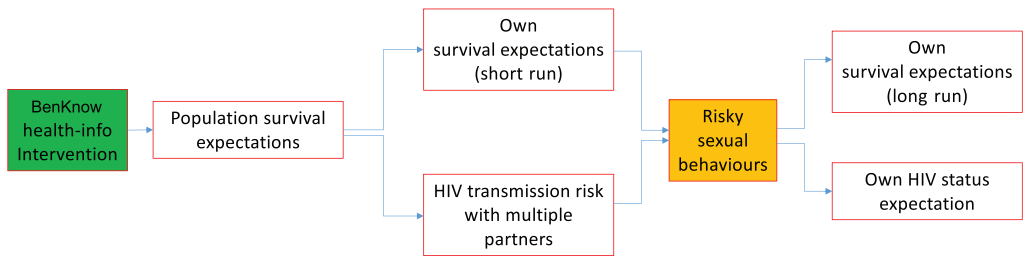 BenKnow
health-info
Intervention
Population survival
expectations
Own
survival expectations
(short run)
HIV transmission risk
with multiple
partners
Risky
sexual
behaviours
Own
survival expectations
(long run)
Own HIV status
expectation